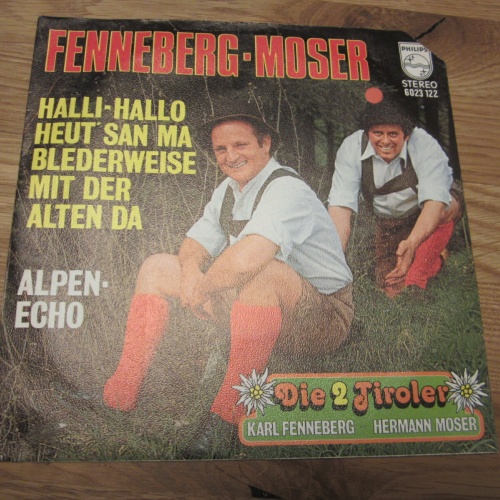 FENNEBERG·MOSER
PHILIPS
STEREO
6023 122
HALLI-HALLO
HEUT SAN MA
BLEDERWEISE
MIT DER
ALTEN DA
ALPEN-
ECHO
Die 2 Tiroler
KARL FENNEBERG HERMANN MOSER